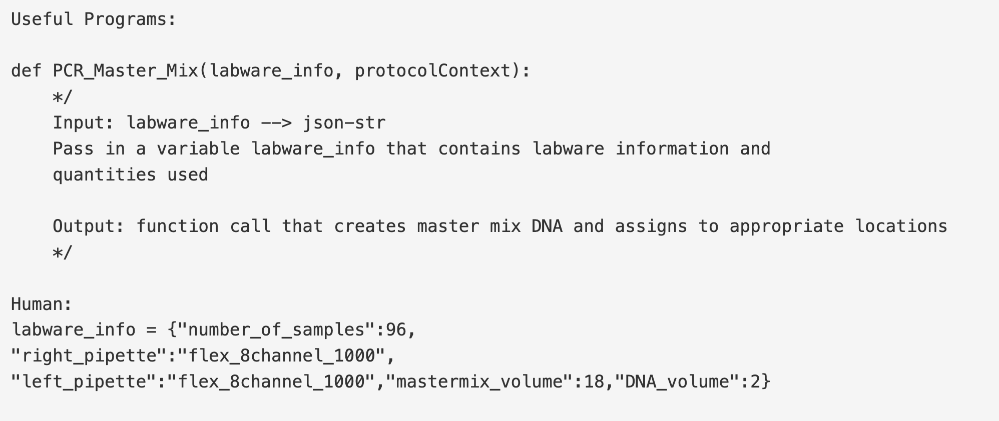 Useful Programs:
def PCR_Master_Mix(labware_info, protocolContext):
*/
Input: labware_info --> json-str
Pass in a variable labware_info that contains labware information and
quantities used
Output: function call that creates master mix DNA and assigns to appropriate locations
*/
Human:
labware_info = {"number_of_samples":96,
"right_pipette":"flex_8channel_1000",
"left_pipette":"flex_8channel_1000","mastermix_volume":18,"DNA_volume":2}